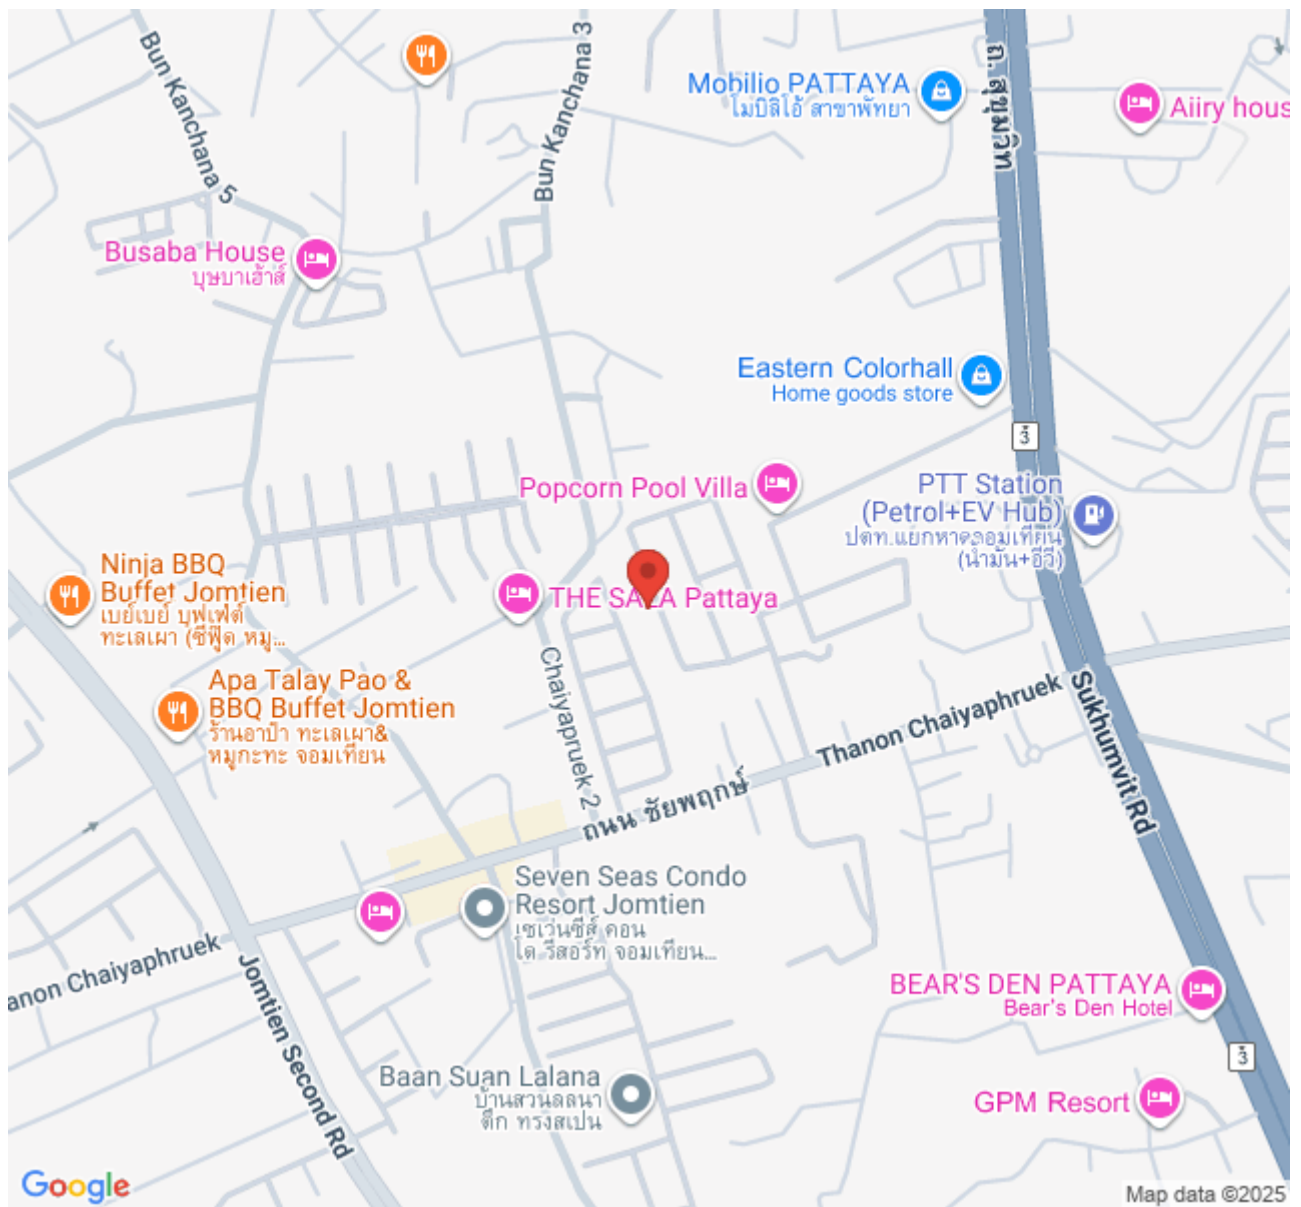 Bun Kanchana 5
Bun Kanchana 3
Mobilio PATTAYA
โมบิลิโอ้ สาขาพัทยา
ถ. สุขุมวิท
Aiiry hous
Busaba House
บุษบาเฮ้าส์
Eastern Colorhall
Home goods store
3
Popcorn Pool Villa
PTT Station
(Petrol+EV Hub)
ปตท.แยกหาดจอมเทียน
(น้ำมัน+อีวี)
Ninja BBQ
Buffet Jomtien
เบย์เบย์ บุฟเฟ่ต์
ทะเลเผา (ซีฟู๊ด หมู...
THE SALA Pattaya
Apa Talay Pao &
BBQ Buffet Jomtien
ร้านอาป๋า ทะเลเผา&
หมูกะทะ จอมเทียน
Chaiyapruek 2
Thanon Chaiyaphruek
Sukhumvit Rd
ถนน ชัยพฤกษ์
Seven Seas Condo
Resort Jomtien
เซเว่นซีส์ คอน
โด รีสอร์ท จอมเทียน...
anon Chaiyaphruek
Jomtien Second Rd
BEAR'S DEN PATTAYA
Bear's Den Hotel
3
Baan Suan Lalana
บ้านสวนลลนา
ตึก ทรงสเปน
GPM Resort
Google
Map data ©2025